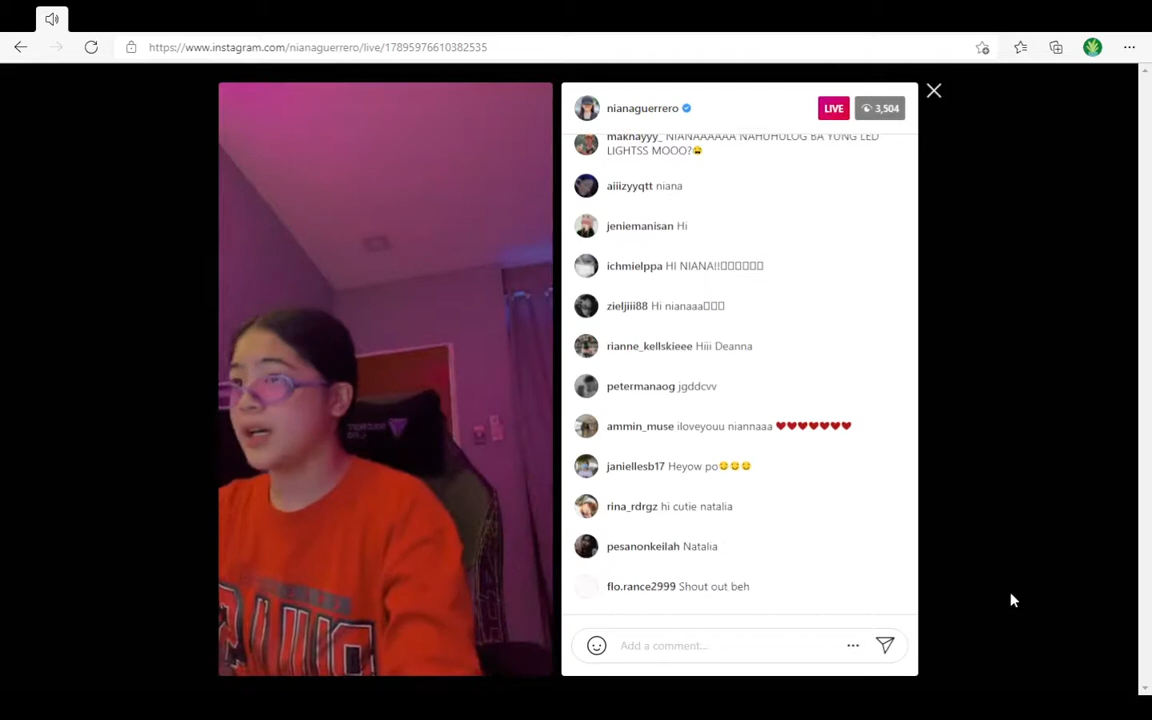 https://www.instagram.com/nianaguerrero/live/17895976610382535
nianaguerrero
LIVE
3,504
maknayyy_ NIANAAAAAA NAHUHULOG BA YUNG LED
LIGHTSS MOOO?😩
aiiizyyqtt niana
jeniemanisan Hi
ichmielppa HI NIANA!!▯▯▯▯▯▯
zieljiii88 Hi nianaaa▯▯▯
rianne_kellskieee Hiii Deanna
petermanaog jgddcvv
ammin_muse iloveyouu niannaaa ♥♥♥♥♥♥♥
janiellesb17 Heyow po😊😊😊
rina_rdrgz hi cutie natalia
pesanonkeilah Natalia
flo.rance2999 Shout out beh
Add a comment...